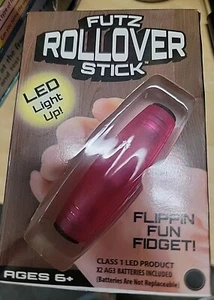 FUTZ
ROLLOVER
STICK™
LED
Light
Up!
FLIPPIN
FUN
FIDGET!
CLASS 1 LED PRODUCT
X2 AG3 BATTERIES INCLUDED
(Batteries Are Not Replaceable)
AGES 6+